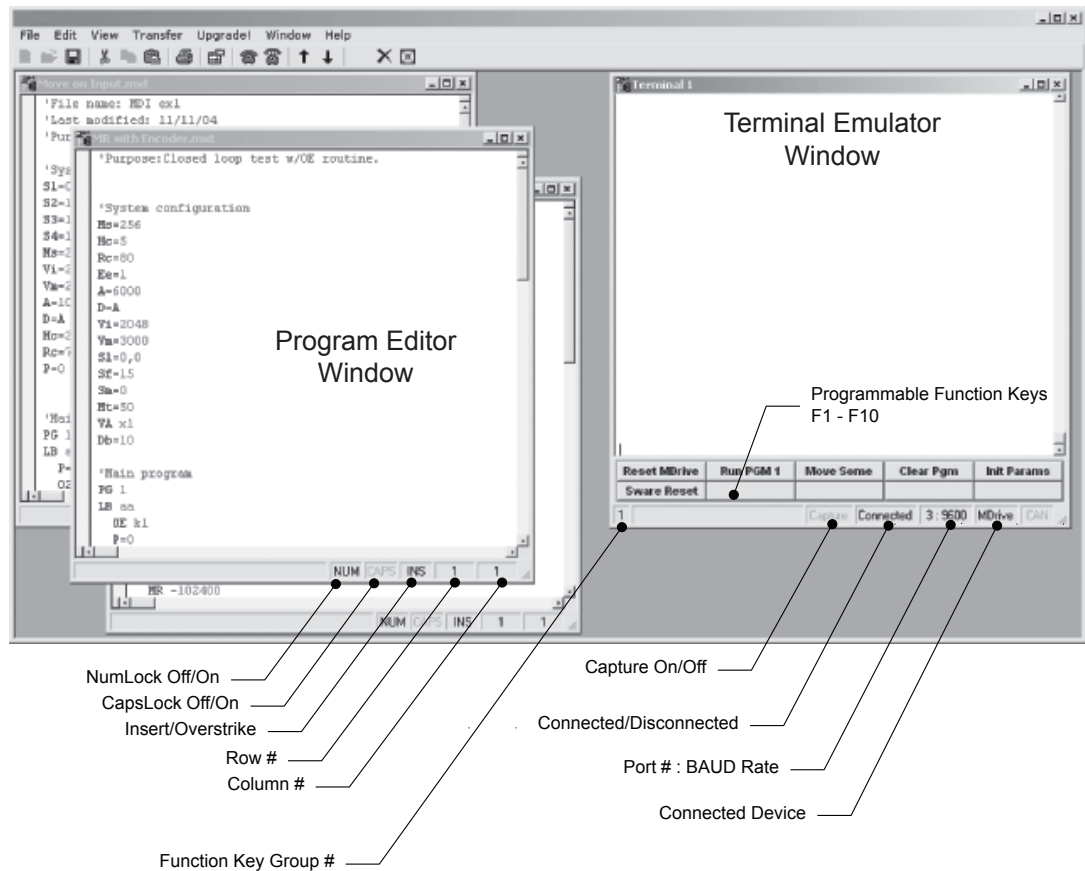 File Edit View Transfer Upgrade! Window Help
Move on Input.mxt
'File name: MDI ex1
'Last modified: 11/11/04
'Pur
'Sys
S1=0
S2=1
S3=1
S4=1
Ms=2
Vi=2
Vm=2
A=10
D=A
Hc=2
P=0
'Mai
PG 1
LB
P=
O2
MR with Encoder.mxt
'Purpose:Closed loop test w/OE routine.
'System configuration
Ms=256
Hc=5
Rc=80
Ee=1
A=6000
D=A
Vi=2048
Vm=3000
S1=0,0
Sf=15
Sm=0
Mt=50
VA x1
Db=10
'Main program
PG 1
LB aa
OE k1
P=0
NUM CAPS INS 1 1
MR -102400
NUM CAPS INS 1 1
Program Editor
Window
Terminal 1
Terminal Emulator
Window
Programmable Function Keys
F1 - F10
Reset MDrive Run PGM 1 Move Some Clear Pgm Init Params
Sware Reset
1 Capture Connected 3 : 9600 MDrive CAN
NumLock Off/On
CapsLock Off/On
Insert/Overstrike
Row #
Column #
Function Key Group #
Capture On/Off
Connected/Disconnected
Port # : BAUD Rate
Connected Device